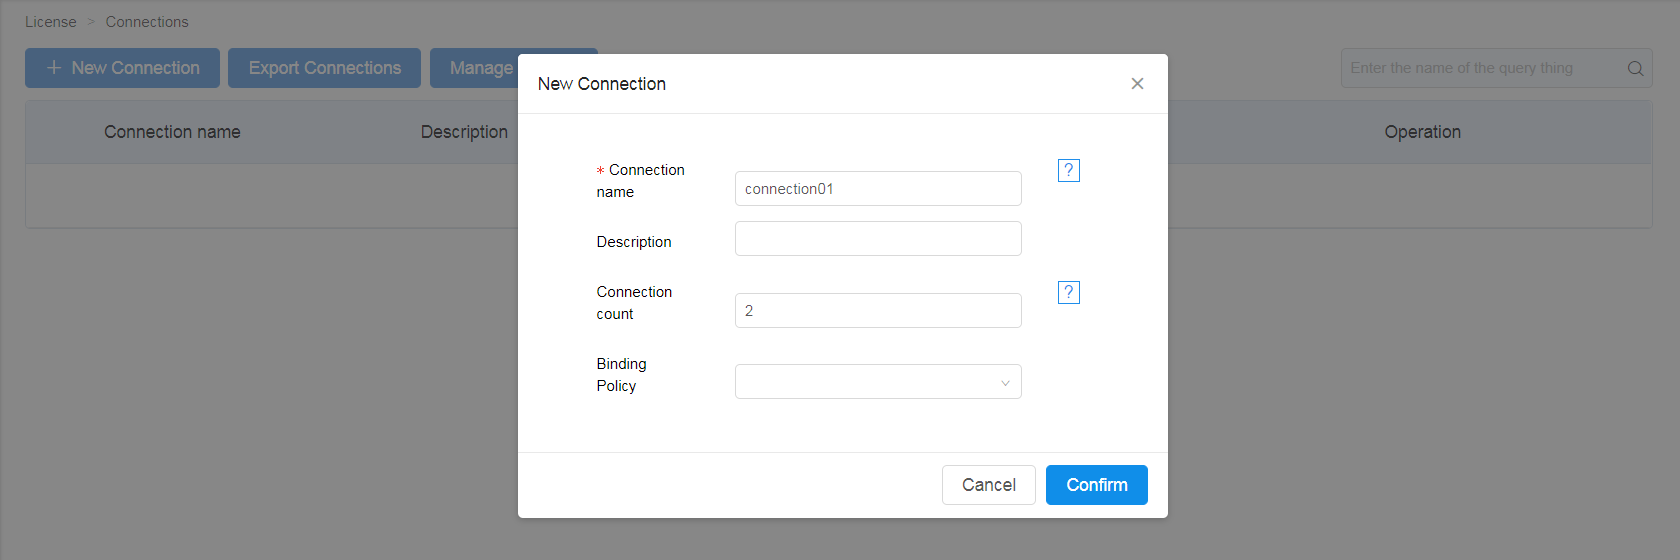 License > Connections
+ New Connection
Export Connections
Manage
Enter the name of the query thing
Connection name
Description
Operation
New Connection
* Connection
name
connection01
?
Description
Connection
count
2
?
Binding
Policy
Cancel
Confirm